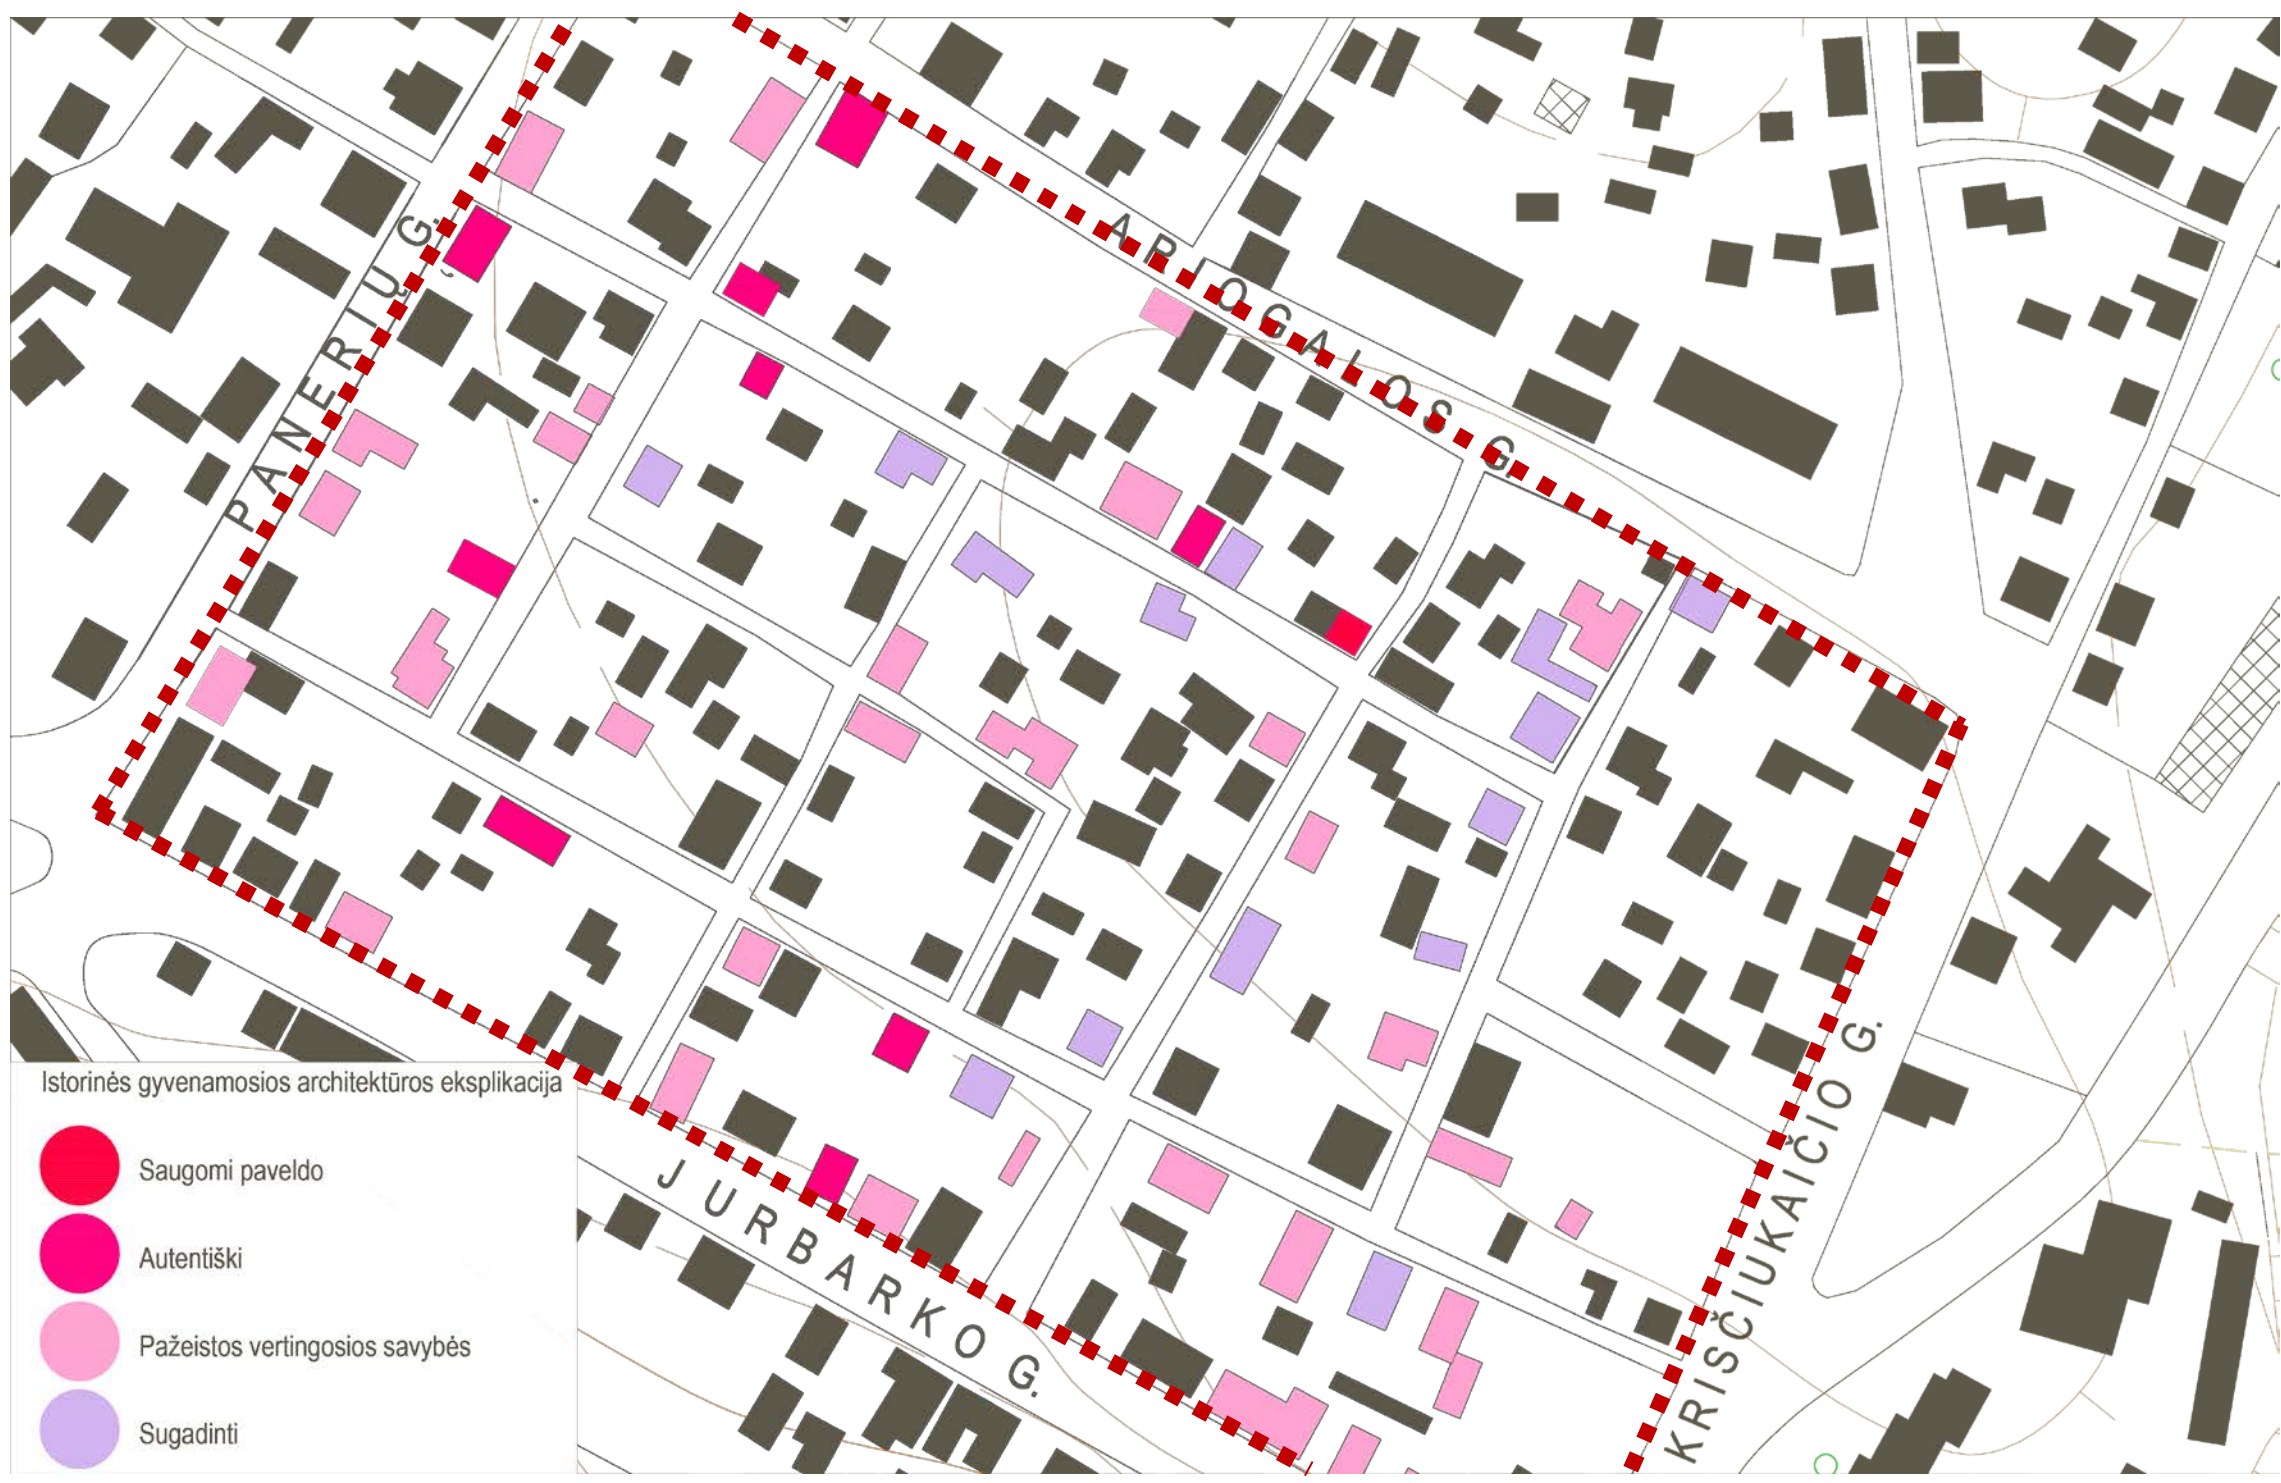 PANERIŲ G.
ARIOGALOS G.
KRIŠČIUKAIČIO G.
JURBARKO G.
Istorinės gyvenamosios architektūros eksplikacija
Saugomi paveldo
Autentiški
Pažeistos vertingosios savybės
Sugadinti